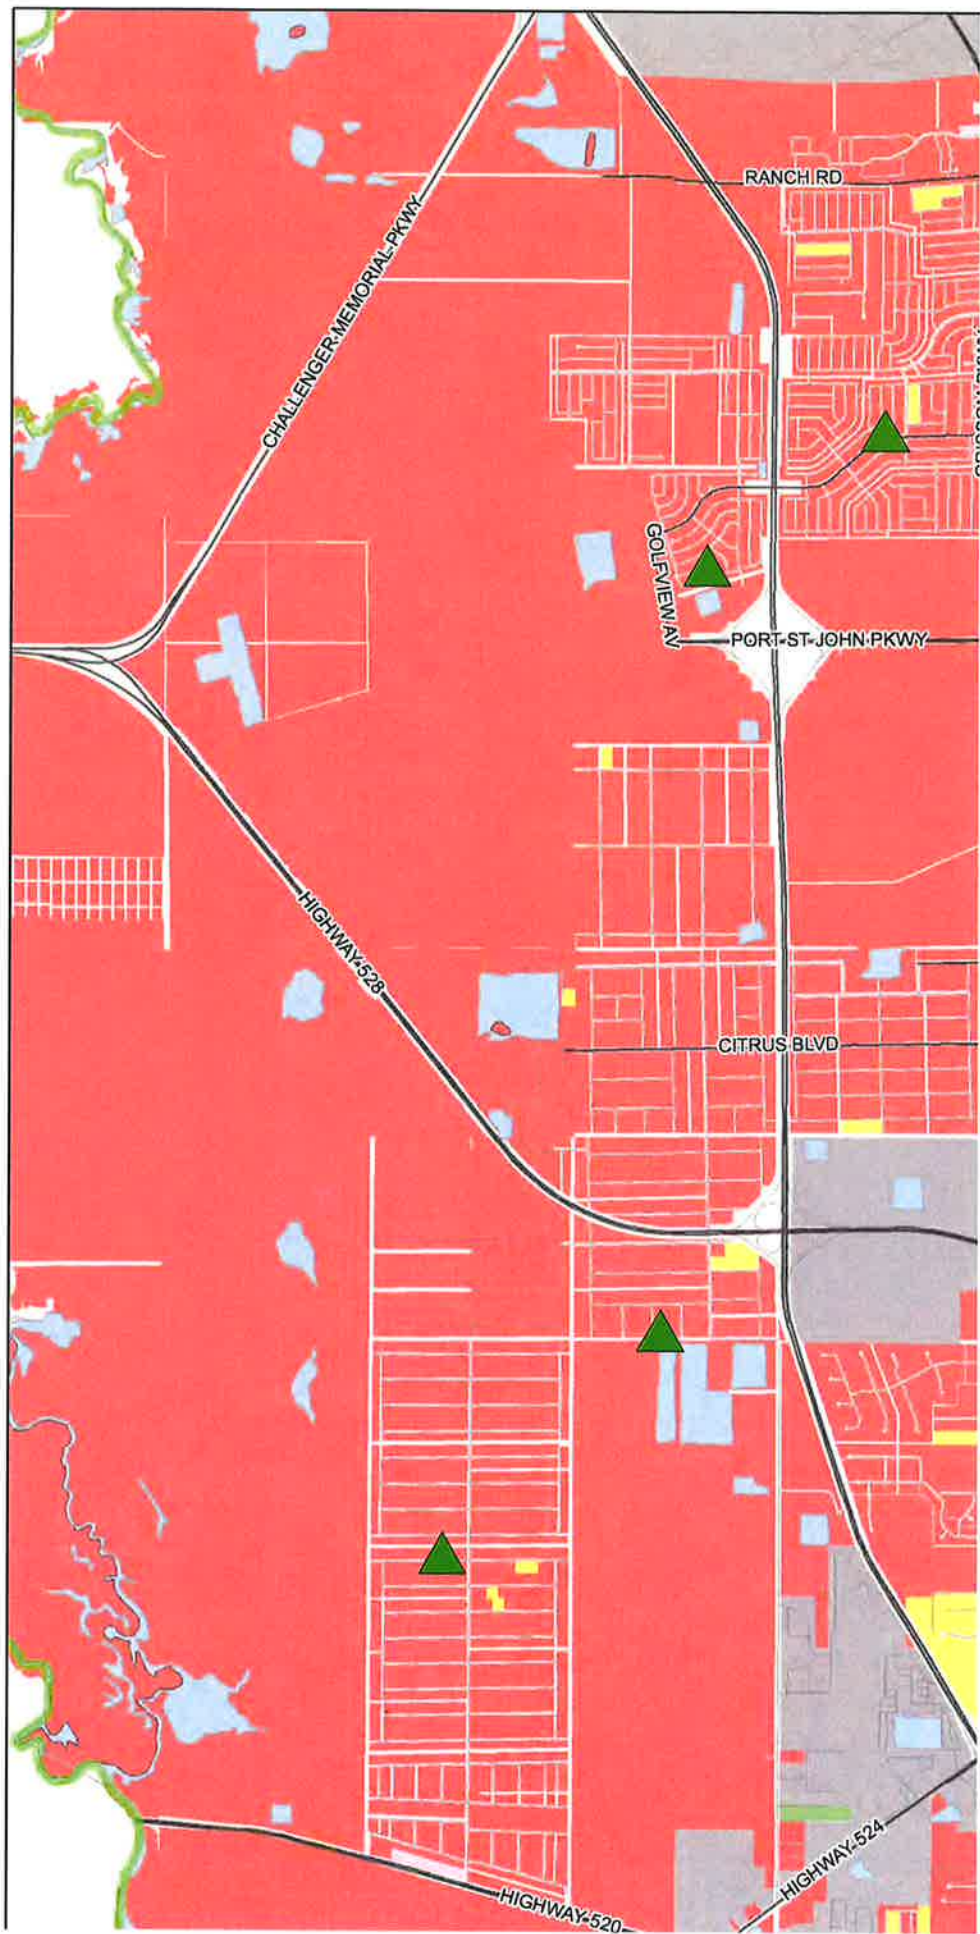 RANCH RD
CHALLENGER MEMORIAL PKWY
GOLFVIEW AV
PORT ST JOHN PKWY
HIGHWAY 528
CITRUS BLVD
HIGHWAY 524
HIGHWAY 520